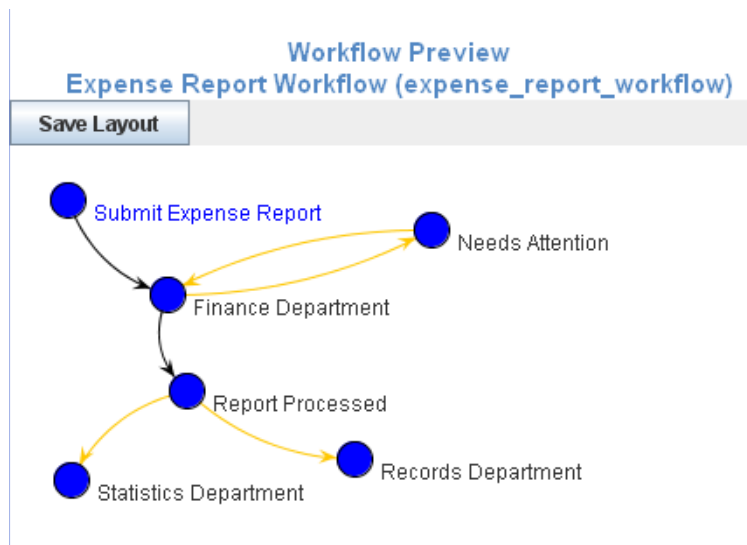 Workflow Preview
Expense Report Workflow (expense_report_workflow)
Save Layout
Submit Expense Report
Needs Attention
Finance Department
Report Processed
Records Department
Statistics Department